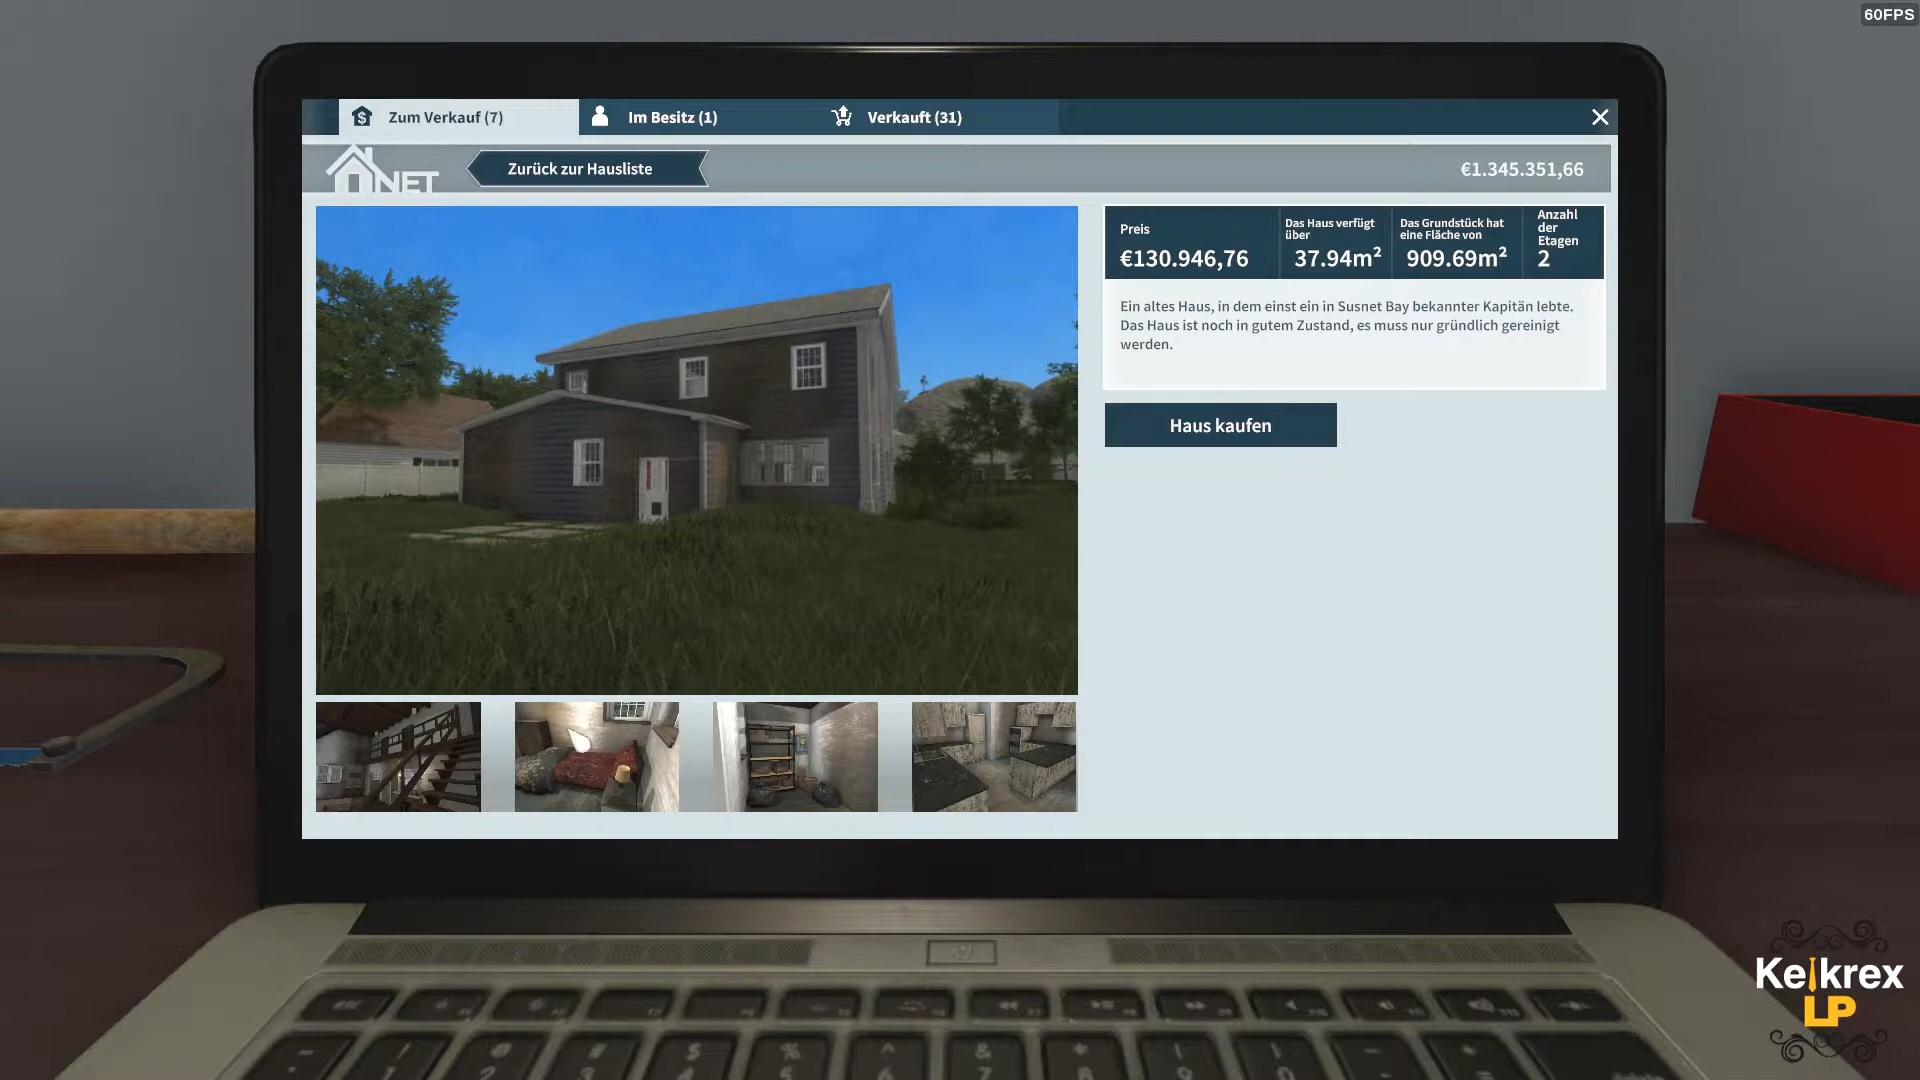 60FPS
Zum Verkauf (7)
Im Besitz (1)
Verkauft (31)
NET
Zurück zur Hausliste
€1.345.351,66
Preis
€130.946,76
Das Haus verfügt
über
37.94m²
Das Grundstück hat
eine Fläche von
909.69m²
Anzahl
der
Etagen
2
Ein altes Haus, in dem einst ein in Susnet Bay bekannter Kapitän lebte.
Das Haus ist noch in gutem Zustand, es muss nur gründlich gereinigt
werden.
Haus kaufen
Keikrex
LP